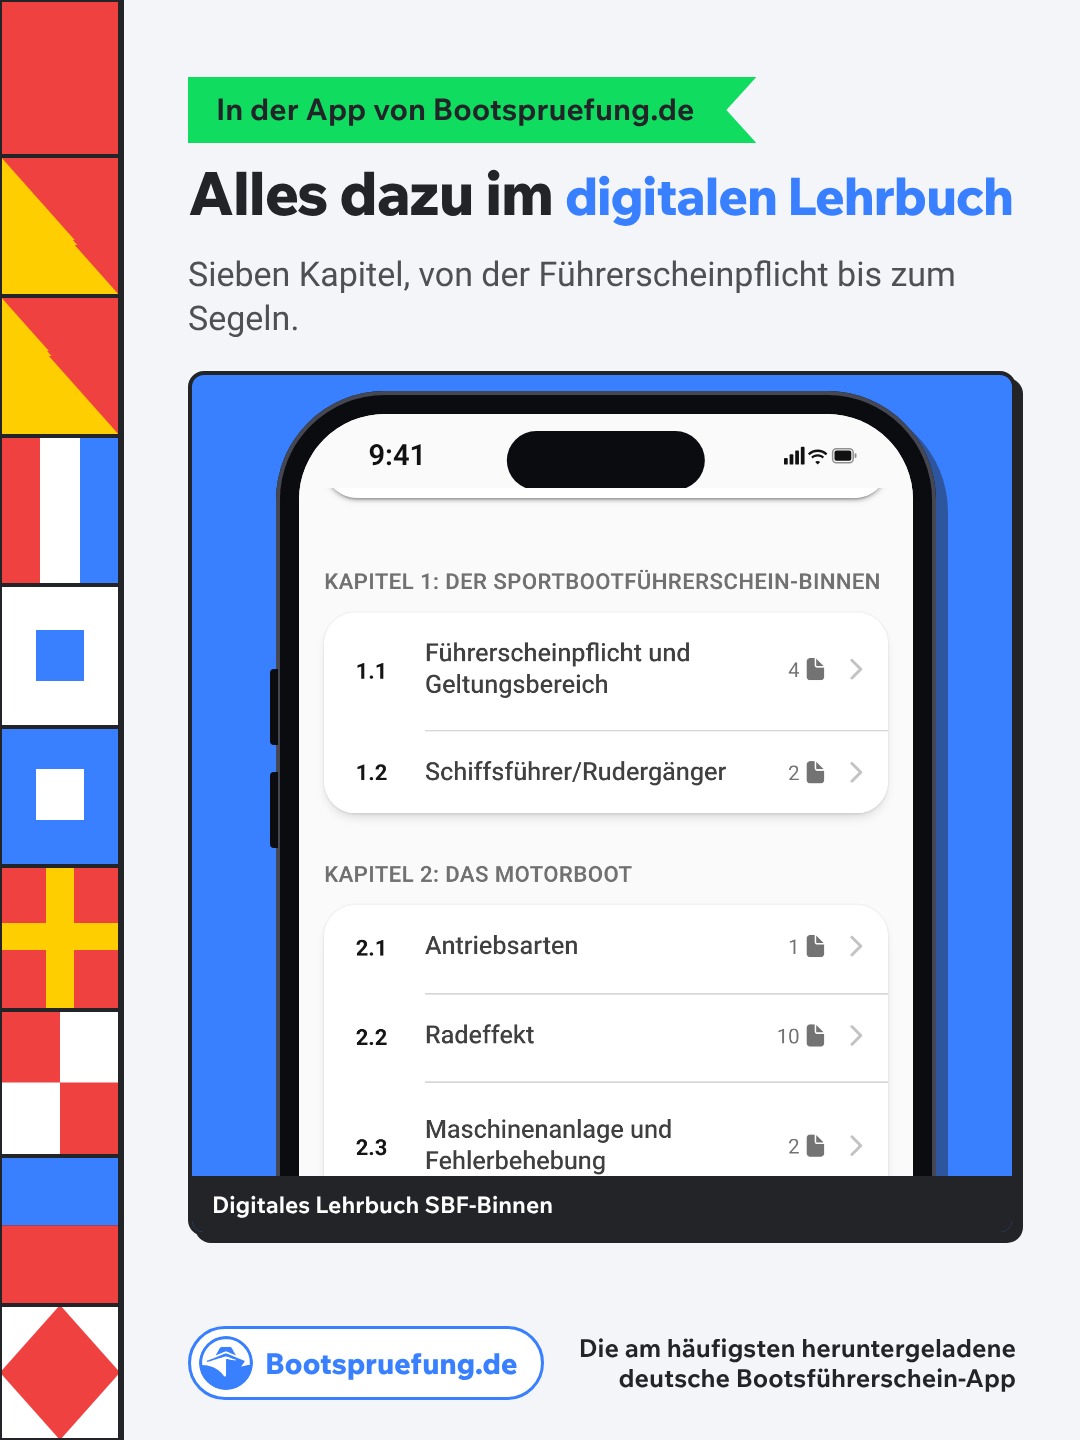 In der App von Bootspruefung.de
Alles dazu im digitalen Lehrbuch
Sieben Kapitel, von der Führerscheinpflicht bis zum
Segeln.
9:41
KAPITEL 1: DER SPORTBOOTFÜHRERSCHEIN-BINNEN
1.1 Führerscheinpflicht und
Geltungsbereich 4
1.2 Schiffsführer/Rudergänger 2
KAPITEL 2: DAS MOTORBOOT
2.1 Antriebsarten 1
2.2 Radeffekt 10
2.3 Maschinenanlage und
Fehlerbehebung 2
Digitales Lehrbuch SBF-Binnen
Bootspruefung.de
Die am häufigsten heruntergeladene
deutsche Bootsführerschein-App